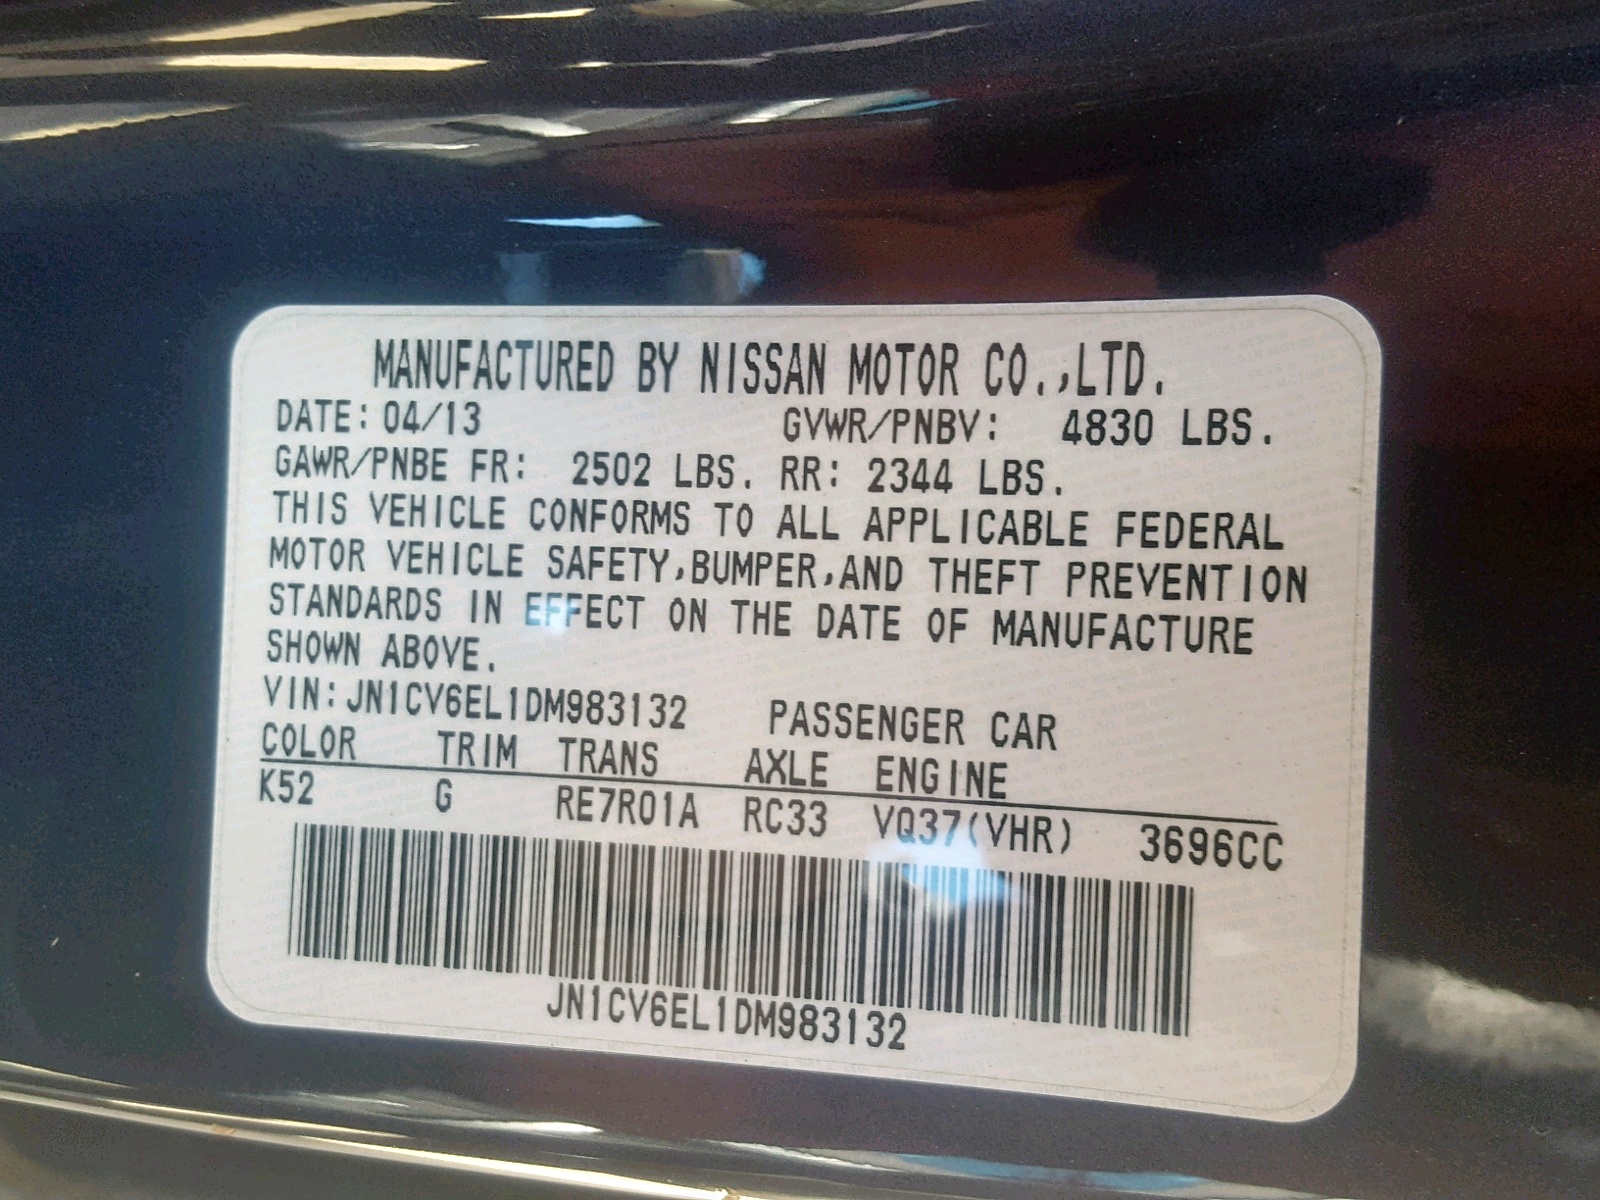 MANUFACTURED BY NISSAN MOTOR CO.,LTD.
DATE: 04/13 GVWR/PNBV: 4830 LBS.
GAWR/PNBE FR: 2502 LBS. RR: 2344 LBS.
THIS VEHICLE CONFORMS TO ALL APPLICABLE FEDERAL
MOTOR VEHICLE SAFETY,BUMPER,AND THEFT PREVENTION
STANDARDS IN EFFECT ON THE DATE OF MANUFACTURE
SHOWN ABOVE.
VIN:JN1CV6EL1DM983132 PASSENGER CAR
COLOR TRIM TRANS AXLE ENGINE
K52 G RE7R01A RC33 VQ37(VHR) 3696CC
JN1CV6EL1DM983132